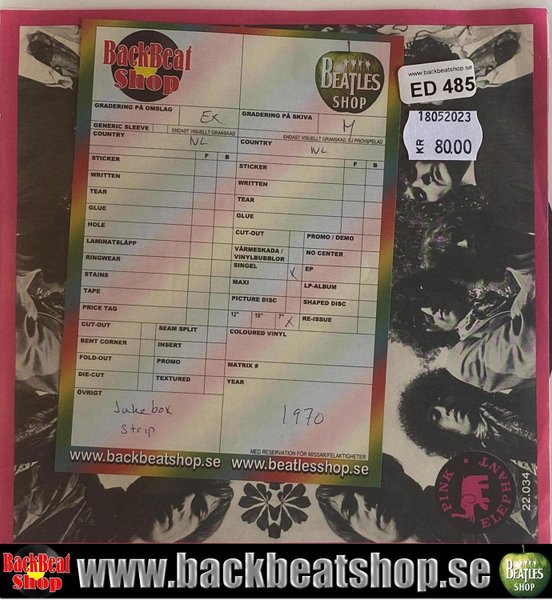 BackBeat
Shop
BEATLES
SHOP
www.backbeatshop.se
ED 485
18052023
KR 80.00
GRADERING PÅ OMSLAG
EX
GRADERING PÅ SKIVA
M
GENERIC SLEEVE
ENDAST VISUELLT GRANSKAD
ENDAST VISUELLT GRANSKAD, EJ PROVSPELAD
COUNTRY
NL
COUNTRY
NL
STICKER F B
STICKER F B
WRITTEN
WRITTEN
TEAR
TEAR
GLUE
GLUE
HOLE
CUT-OUT
PROMO / DEMO
LAMINATSLÄPP
VÄRMESKADA /
VINYLBUBBLOR
NO CENTER
RINGWEAR
SINGEL
EP
STAINS
MAXI
LP-ALBUM
TAPE
PICTURE DISC
SHAPED DISC
PRICE TAG
12" 10" 7" X
RE-ISSUE
CUT-OUT
SEAM SPLIT
COLOURED VINYL
BENT CORNER
INSERT
FOLD-OUT
PROMO
MATRIX #
DIE-CUT
TEXTURED
YEAR
ÖVRIGT
Jukebox
strip
1970
MED RESERVATION FÖR MISSAR/FELAKTIGHETER
www.backbeatshop.se www.beatlesshop.se
PINK
ELEPHANT
22.034
BackBeat
Shop
www.backbeatshop.se
BEATLES
SHOP